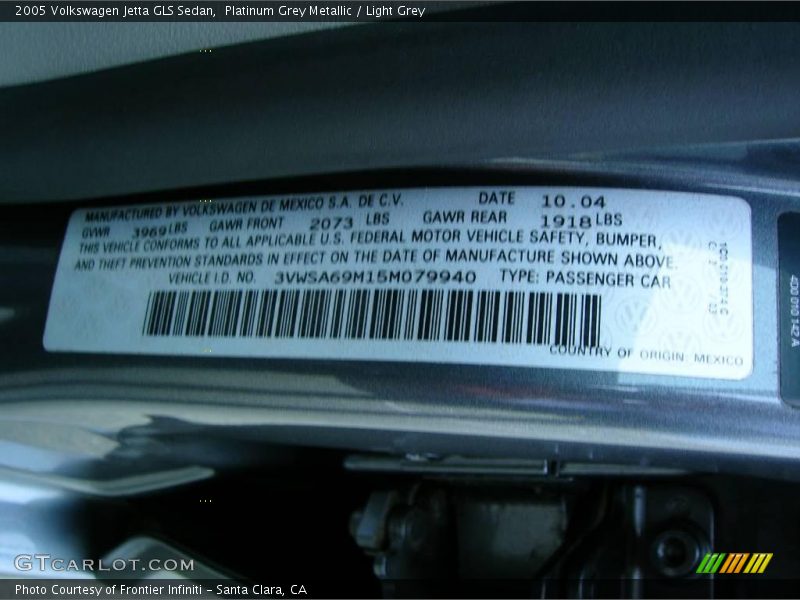 2005 Volkswagen Jetta GLS Sedan,  Platinum Grey Metallic / Light Grey
MANUFACTURED BY VOLKSWAGEN DE MEXICO S.A. DE C.V. DATE 10.04
GVWR 3969 LBS GAWR FRONT 2073 LBS GAWR REAR 1918 LBS
THIS VEHICLE CONFORMS TO ALL APPLICABLE U.S. FEDERAL MOTOR VEHICLE SAFETY, BUMPER,
AND THEFT PREVENTION STANDARDS IN EFFECT ON THE DATE OF MANUFACTURE SHOWN ABOVE.
VEHICLE I.D. NO. 3VWSA69M15M079940 TYPE: PASSENGER CAR
COUNTRY OF ORIGIN: MEXICO
4D0 010 142 A
GTCARLOT.COM
Photo Courtesy of Frontier Infiniti - Santa Clara, CA